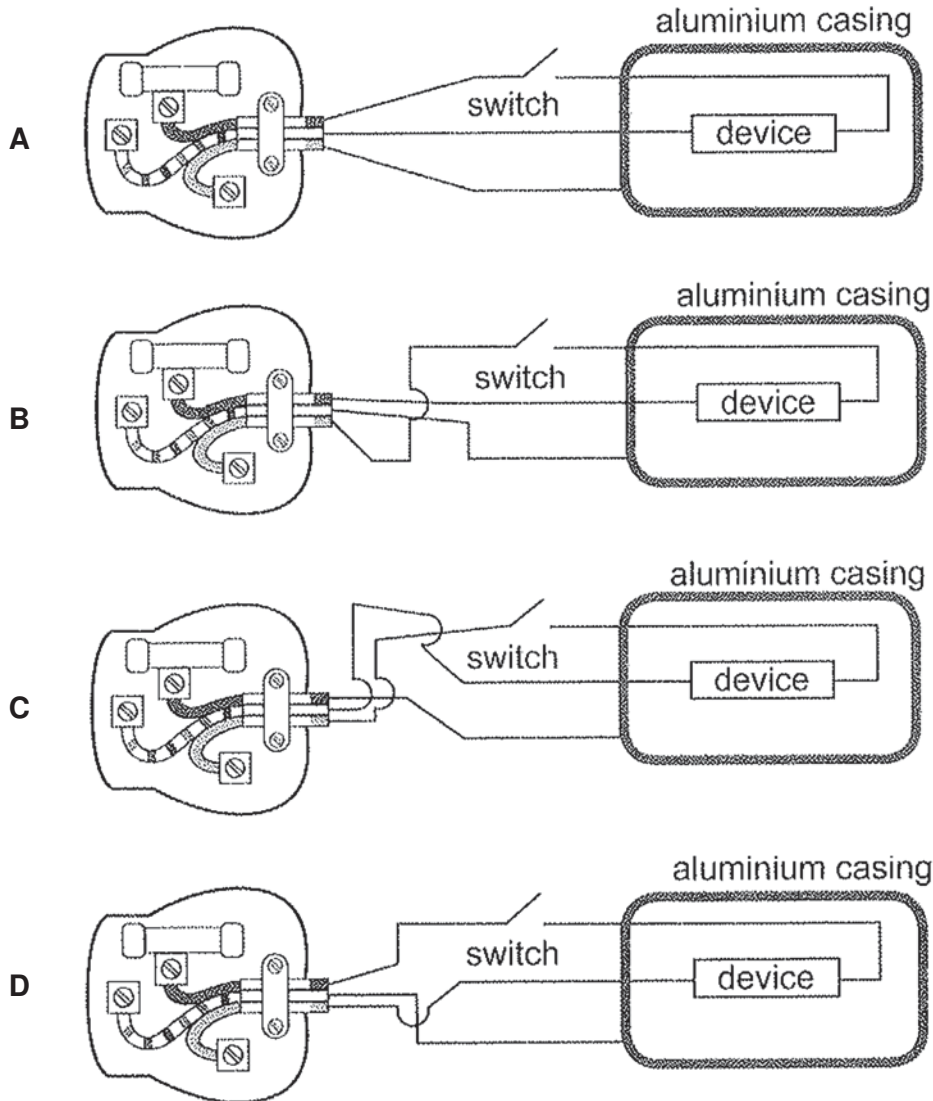 aluminium casing
A
switch
device
aluminium casing
B
switch
device
aluminium casing
C
switch
device
aluminium casing
D
switch
device